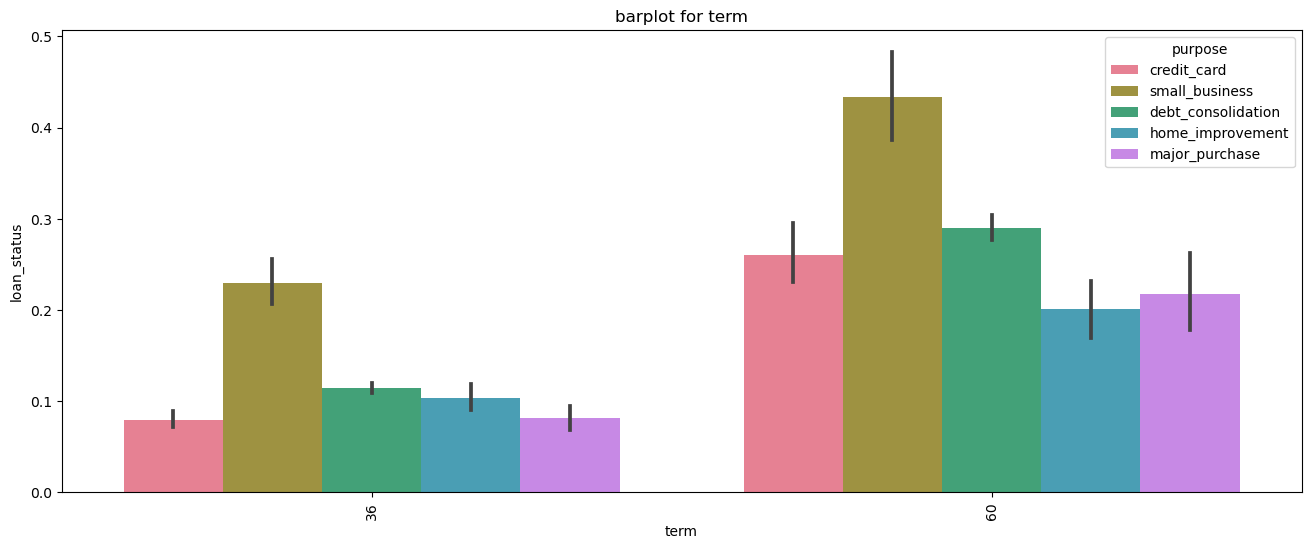 barplot for term
purpose
credit_card
small_business
debt_consolidation
home_improvement
major_purchase
loan_status
0.5
0.4
0.3
0.2
0.1
0.0
36
60
term